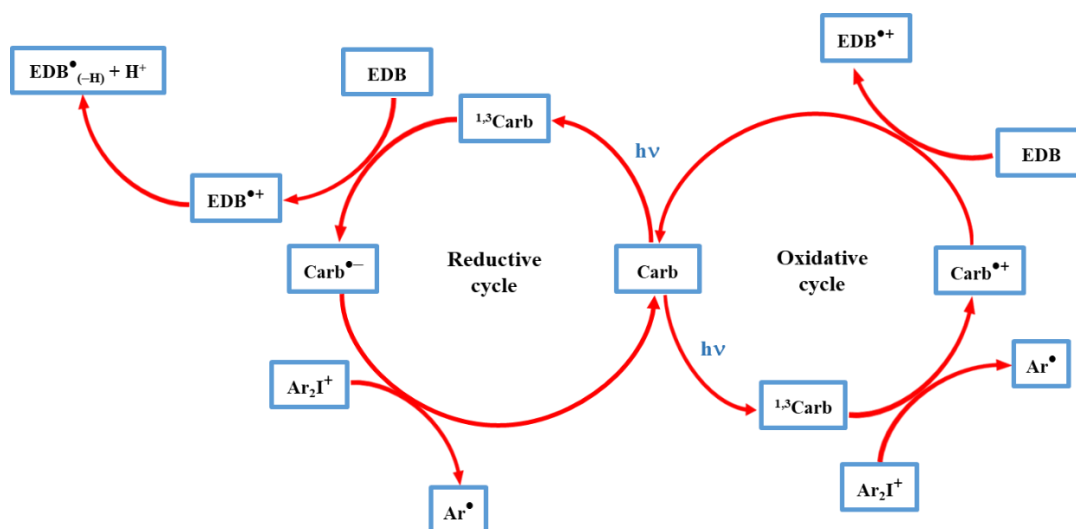 EDB•+
EDB•(–H) + H+
EDB
1,3Carb
hν
EDB
EDB•+
Carb•–
Reductive
cycle
Carb
Oxidative
cycle
Carb•+
hν
Ar2I+
1,3Carb
Ar•
Ar2I+
Ar•